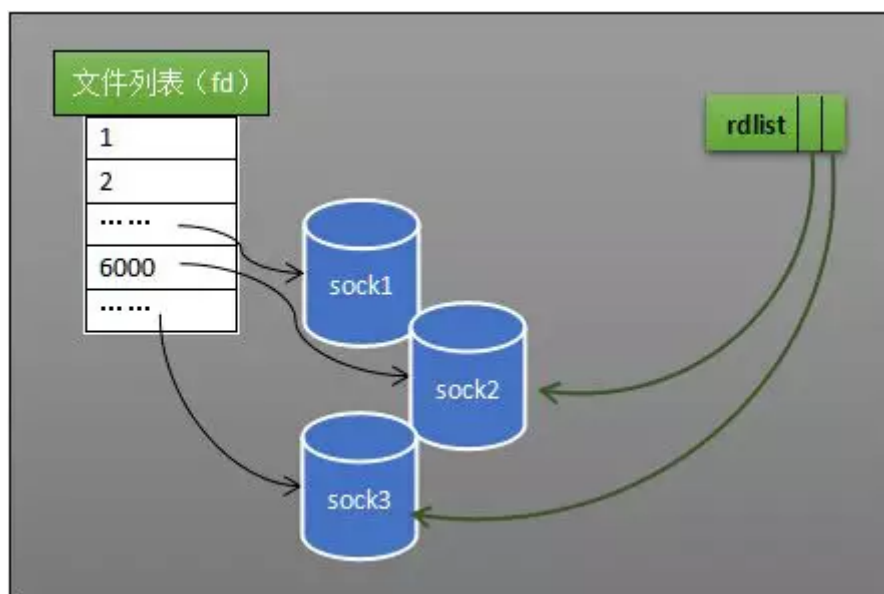 文件列表（fd）
1
2
……
6000
……
rdlist
sock1
sock2
sock3